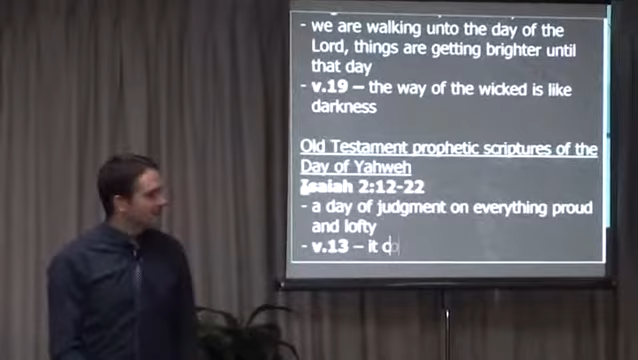 - we are walking unto the day of the
Lord, things are getting brighter until
that day
- v.19 – the way of the wicked is like
darkness
Old Testament prophetic scriptures of the
Day of Yahweh
Isaiah 2:12-22
- a day of judgment on everything proud
and lofty
- v.13 – it do